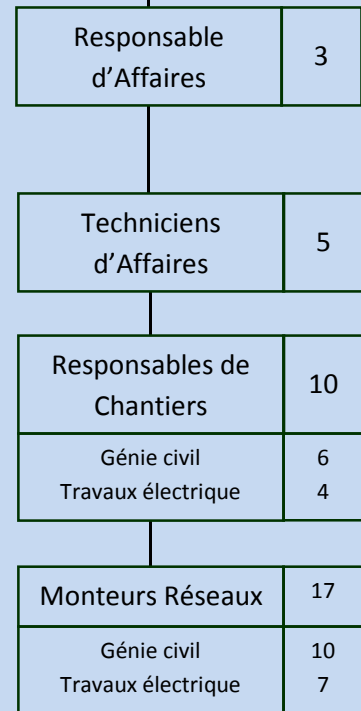 Responsable
d’Affaires
3
Techniciens
d’Affaires
5
Responsables de
Chantiers
10
Génie civil 6
Travaux électrique 4
Monteurs Réseaux 17
Génie civil 10
Travaux électrique 7